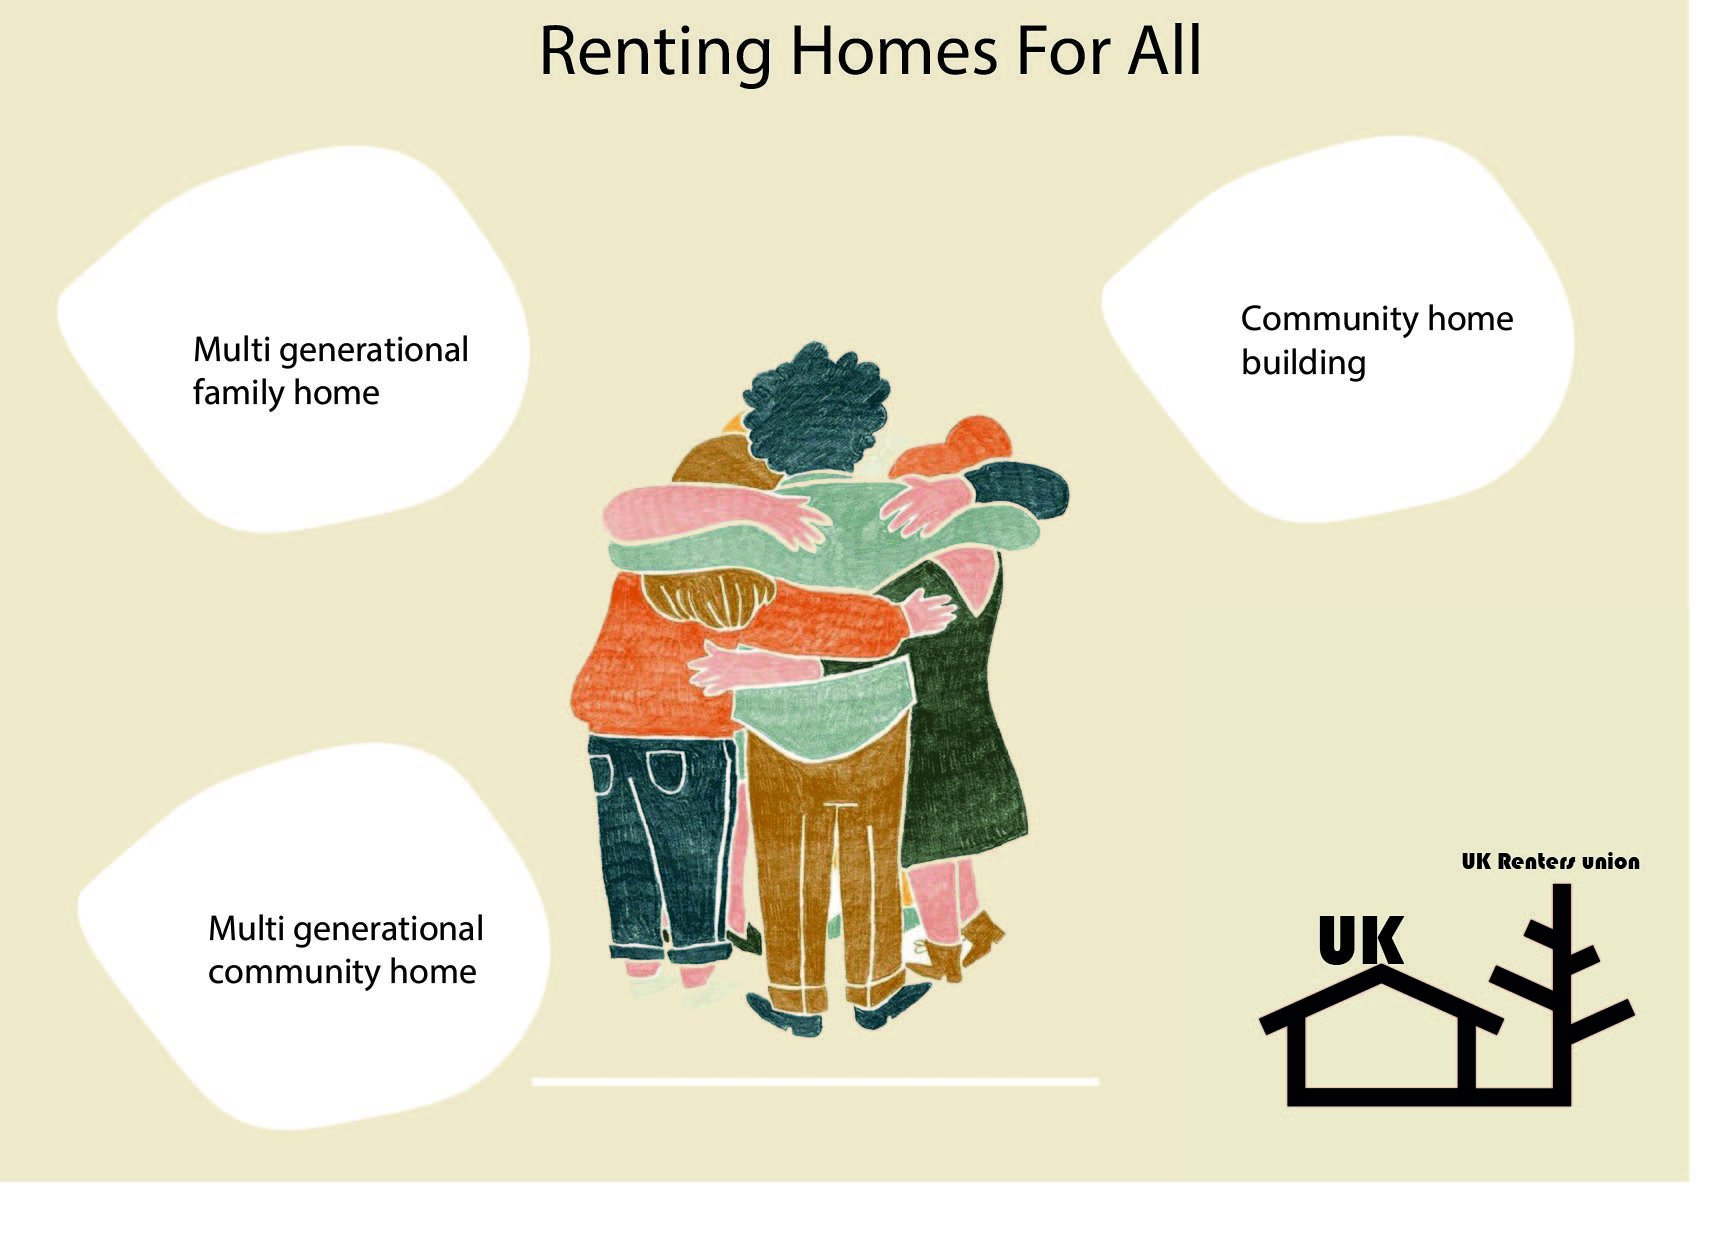 Renting Homes For All
Multi generational
family home
Community home
building
Multi generational
community home
UK Renters union
UK